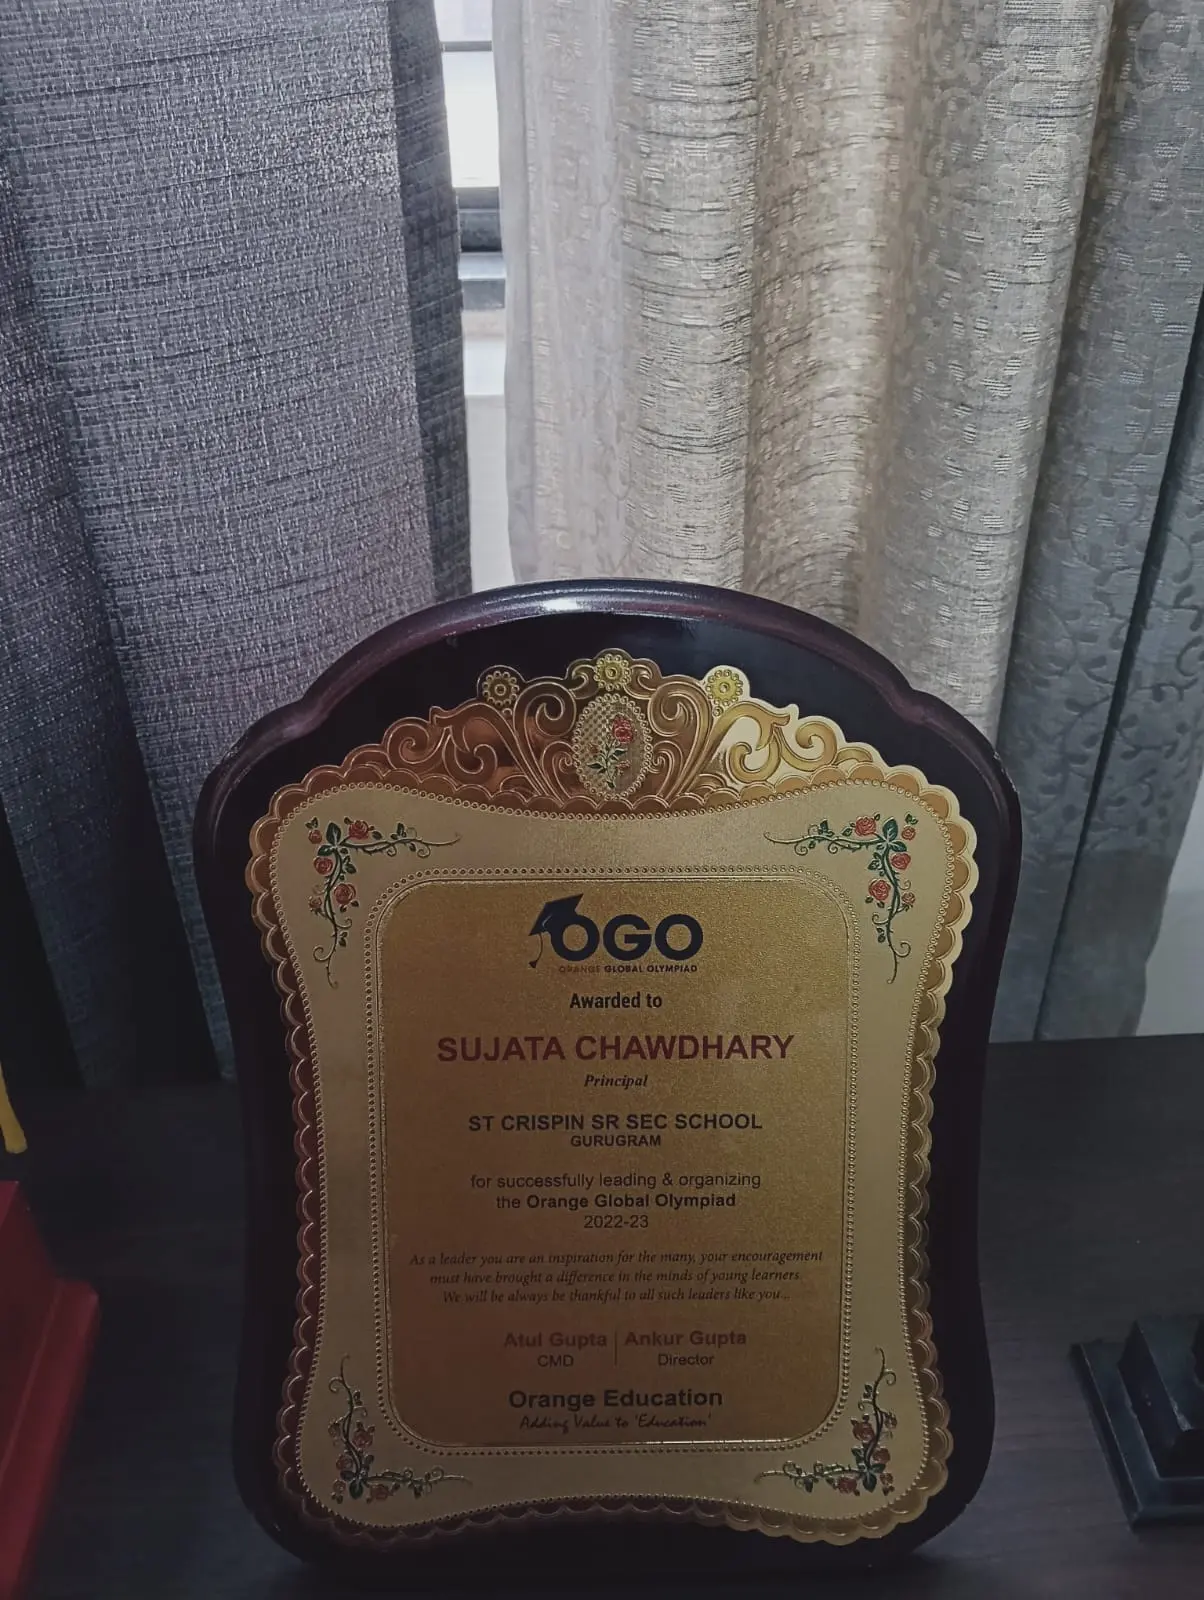 OGO
ORANGE GLOBAL OLYMPIAD
Awarded to
SUJATA CHAWDHARY
Principal
ST CRISPIN SR SEC SCHOOL
GURUGRAM
for successfully leading & organizing
the Orange Global Olympiad
2022-23
As a leader you are an inspiration for the many, your encouragement
must have brought a difference in the minds of young learners.
We will be always be thankful to all such leaders like you...
Atul Gupta | Ankur Gupta
CMD Director
Orange Education
Adding Value to 'Education'